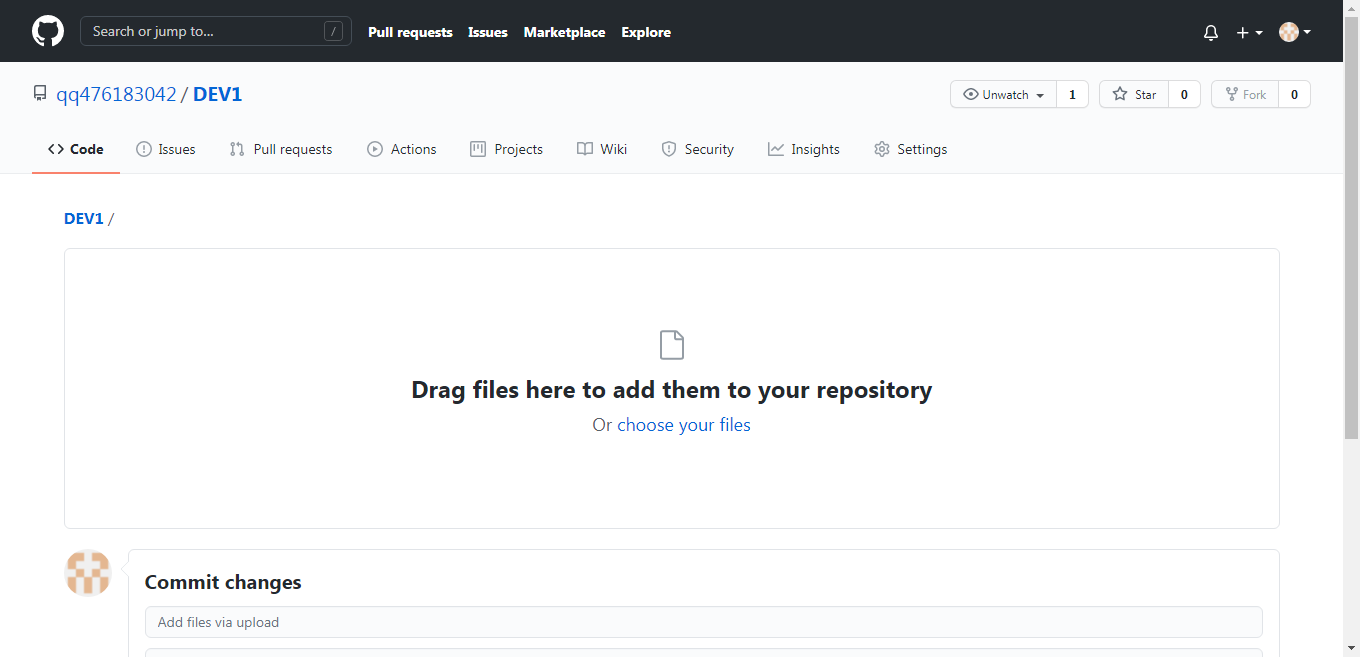 Search or jump to... /
Pull requests Issues Marketplace Explore
qq476183042 / DEV1
Unwatch 1 Star 0 Fork 0
Code Issues Pull requests Actions Projects Wiki Security Insights Settings
DEV1 /
Drag files here to add them to your repository
Or choose your files
Commit changes
Add files via upload